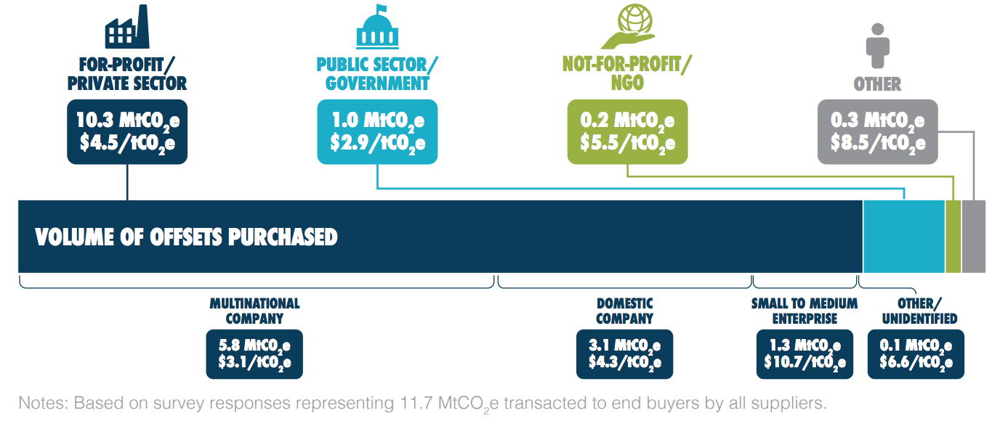 FOR-PROFIT/
PRIVATE SECTOR
10.3 MtCO2e
$4.5/tCO2e
PUBLIC SECTOR/
GOVERNMENT
1.0 MtCO2e
$2.9/tCO2e
NOT-FOR-PROFIT/
NGO
0.2 MtCO2e
$5.5/tCO2e
OTHER
0.3 MtCO2e
$8.5/tCO2e
VOLUME OF OFFSETS PURCHASED
MULTINATIONAL
COMPANY
5.8 MtCO2e
$3.1/tCO2e
DOMESTIC
COMPANY
3.1 MtCO2e
$4.3/tCO2e
SMALL TO MEDIUM
ENTERPRISE
1.3 MtCO2e
$10.7/tCO2e
OTHER/
UNIDENTIFIED
0.1 MtCO2e
$6.6/tCO2e
Notes: Based on survey responses representing 11.7 MtCO2e transacted to end buyers by all suppliers.